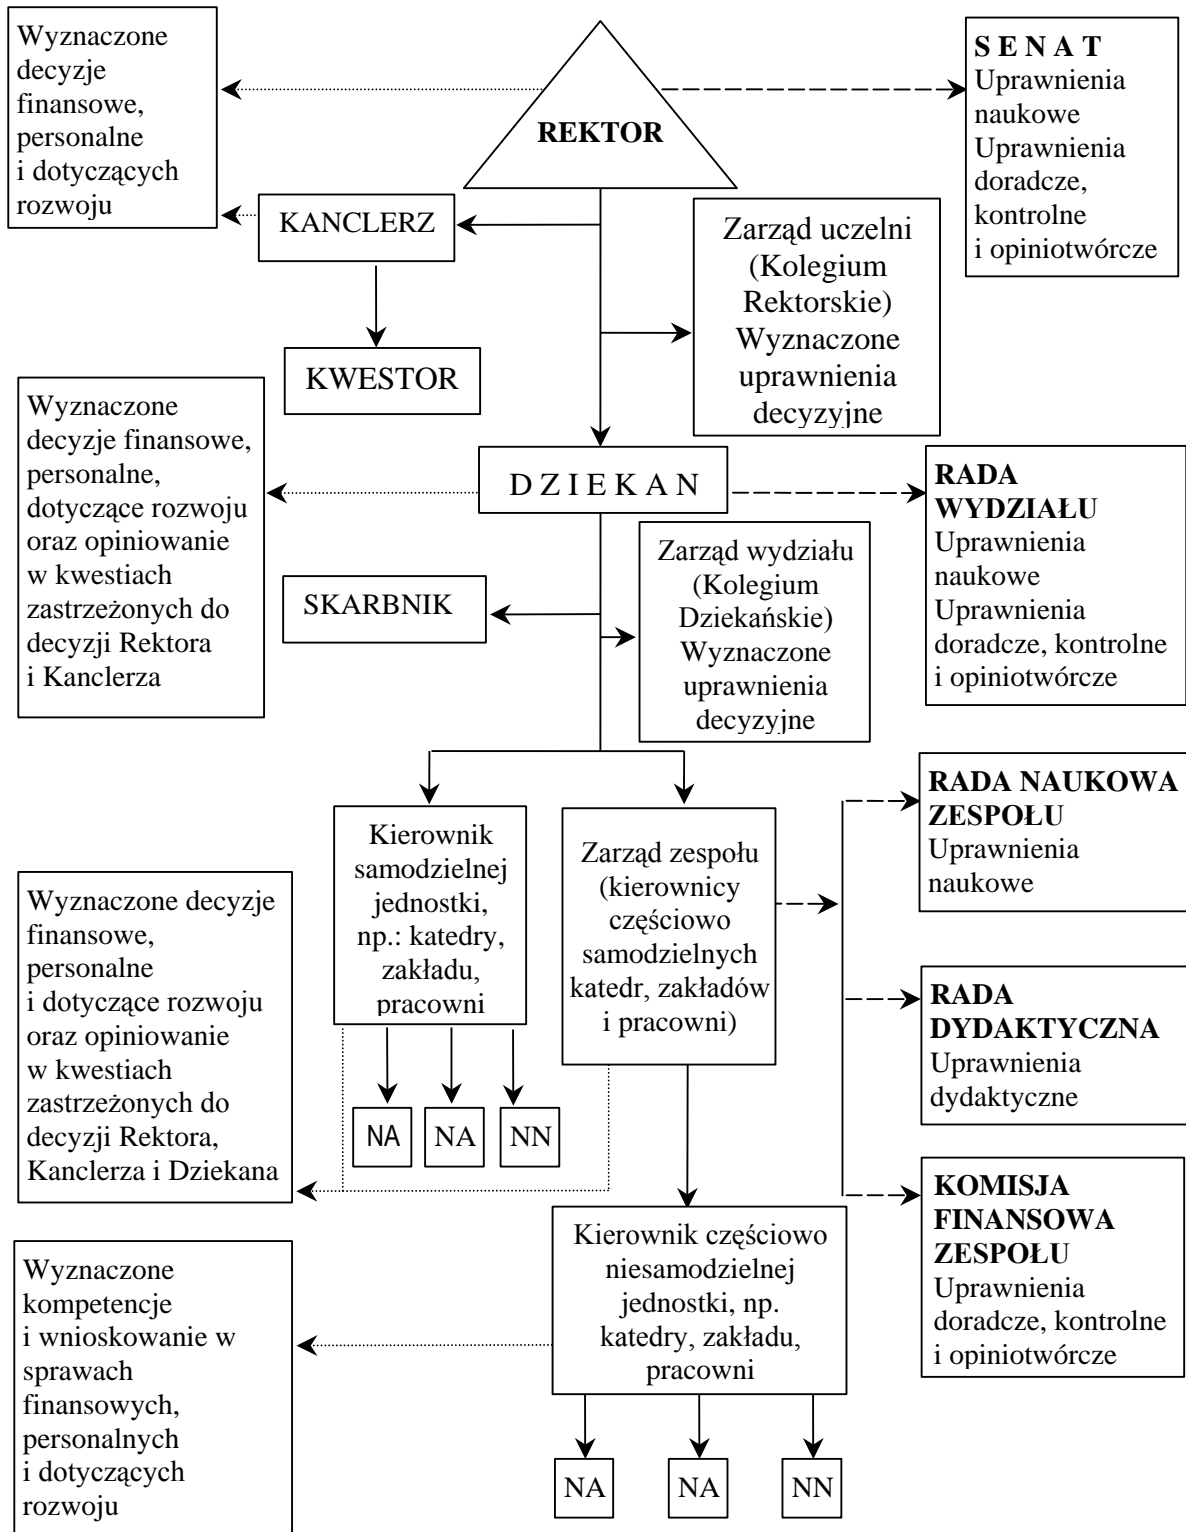 Wyznaczone
decyzje
finansowe,
personalne
i dotyczących
rozwoju
REKTOR
S E N A T
Uprawnienia
naukowe
Uprawnienia
doradcze,
kontrolne
i opiniotwórcze
KANCLERZ
Zarząd uczelni
(Kolegium
Rektorskie)
Wyznaczone
uprawnienia
decyzyjne
KWESTOR
Wyznaczone
decyzje finansowe,
personalne,
dotyczące rozwoju
oraz opiniowanie
w kwestiach
zastrzeżonych do
decyzji Rektora
i Kanclerza
D Z I E K A N
RADA
WYDZIAŁU
Uprawnienia
naukowe
Uprawnienia
doradcze, kontrolne
i opiniotwórcze
SKARBNIK
Zarząd wydziału
(Kolegium
Dziekańskie)
Wyznaczone
uprawnienia
decyzyjne
Kierownik
samodzielnej
jednostki,
np.: katedry,
zakładu,
pracowni
Zarząd zespołu
(kierownicy
częściowo
samodzielnych
katedr, zakładów
i pracowni)
RADA NAUKOWA
ZESPOŁU
Uprawnienia
naukowe
Wyznaczone decyzje
finansowe,
personalne
i dotyczące rozwoju
oraz opiniowanie
w kwestiach
zastrzeżonych do
decyzji Rektora,
Kanclerza i Dziekana
RADA
DYDAKTYCZNA
Uprawnienia
dydaktyczne
NA
NA
NN
KOMISJA
FINANSOWA
ZESPOŁU
Uprawnienia
doradcze, kontrolne
i opiniotwórcze
Kierownik częściowo
niesamodzielnej
jednostki, np.
katedry, zakładu,
pracowni
Wyznaczone
kompetencje
i wnioskowanie w
sprawach
finansowych,
personalnych
i dotyczących
rozwoju
NA
NA
NN